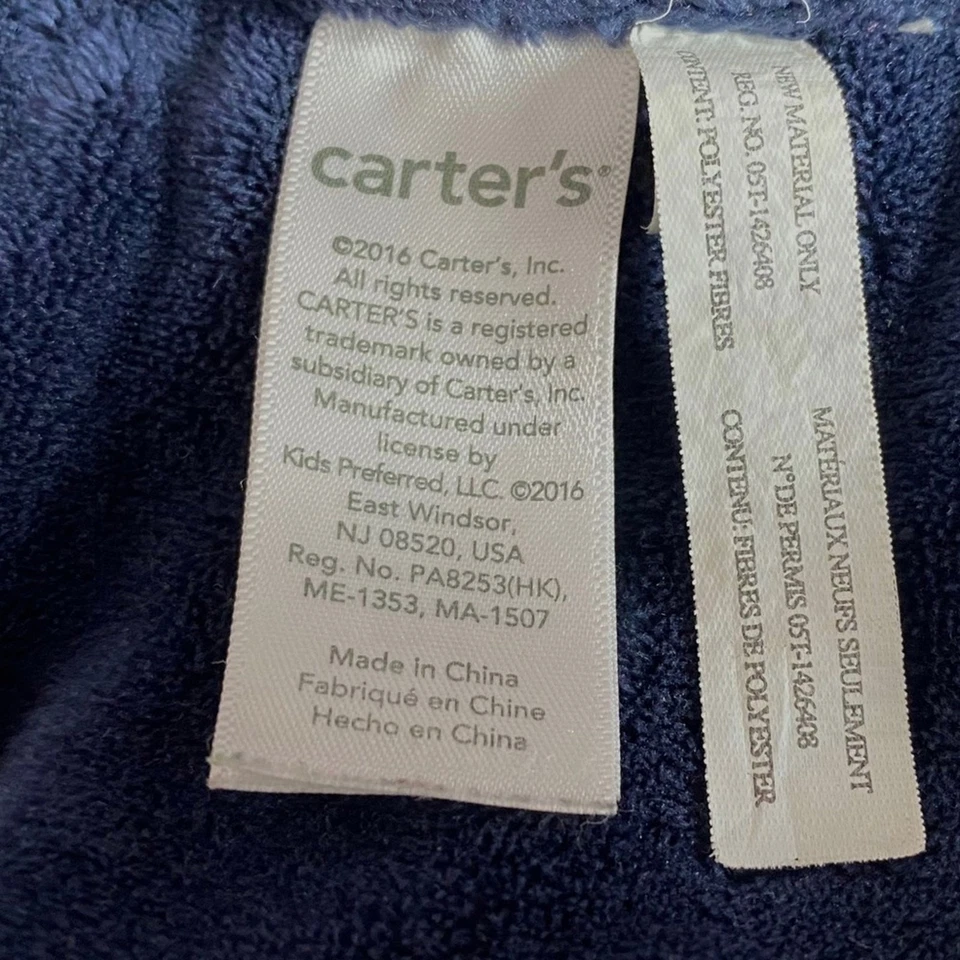 carter's®
©2016 Carter's, Inc.
All rights reserved.
CARTER'S is a registered
trademark owned by a
subsidiary of Carter's, Inc.
Manufactured under
license by
Kids Preferred, LLC. ©2016
East Windsor,
NJ 08520, USA
Reg. No. PA8253(HK),
ME-1353, MA-1507
Made in China
Fabriqué en Chine
Hecho en China
NEW MATERIAL ONLY
REG. NO. 05T-1426408
CONTENT: POLYESTER FIBRES
MATÉRIAUX NEUFS SEULEMENT
N° DE PERMIS 05T-1426408
CONTENU: FIBRES DE POLYESTER